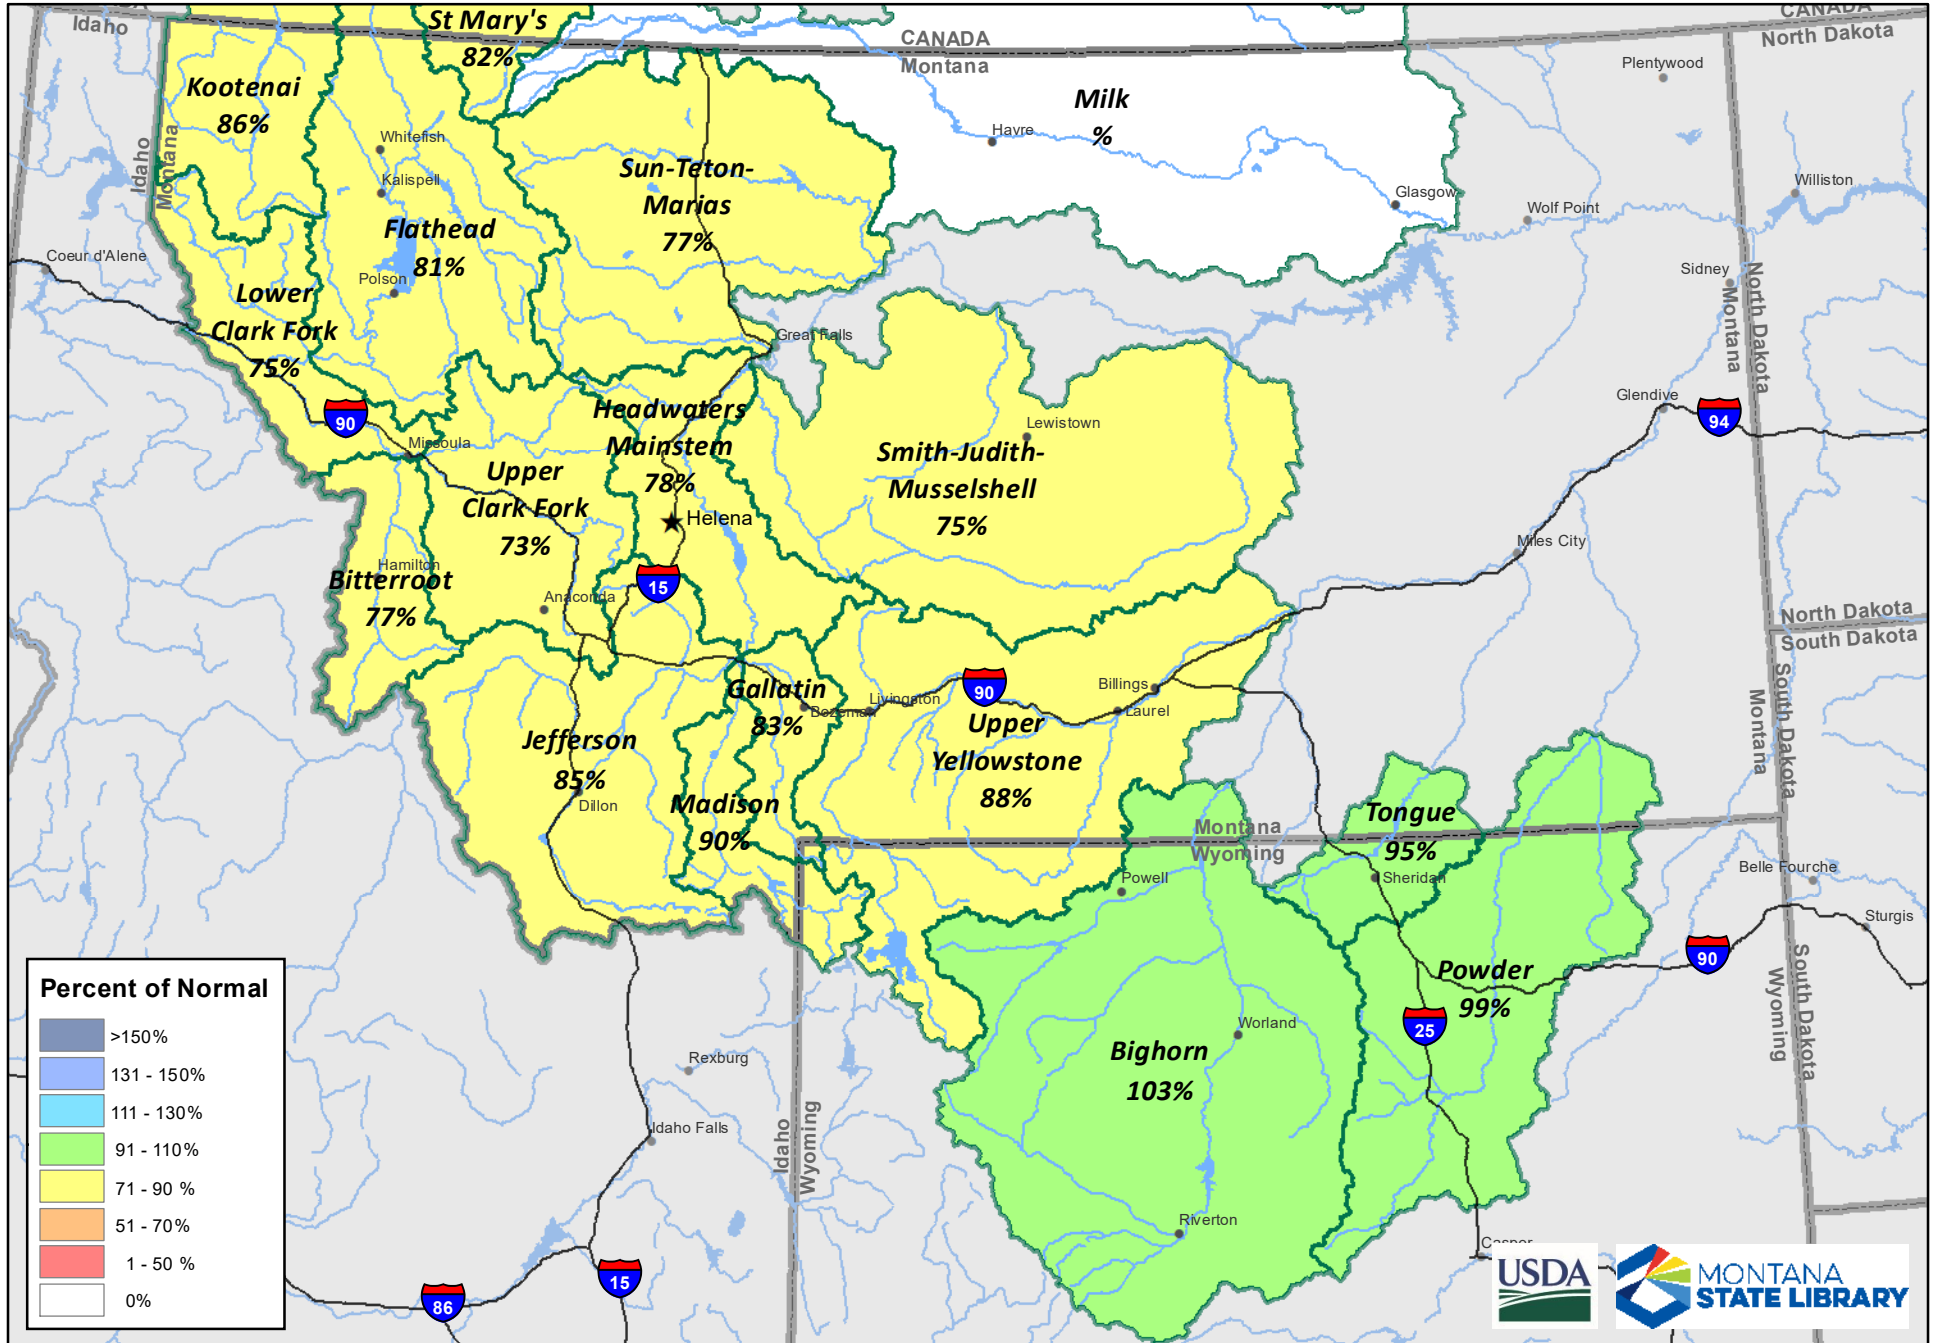 CANADA
Idaho
St Mary's
82%
CANADA
Montana
CANADA
North Dakota
Plentywood
Kootenai
86%
Milk
%
Havre
Idaho
Montana
Whitefish
Kalispell
Sun-Teton-
Marias
77%
Glasgow
Wolf Point
Williston
Flathead
81%
Coeur d'Alene
Polson
Sidney
Montana
North Dakota
Lower
Clark Fork
75%
Great Falls
Glendive
94
90
Missoula
Headwaters
Mainstem
78%
Helena
Lewistown
Smith-Judith-
Musselshell
75%
Upper
Clark Fork
73%
Miles City
Hamilton
Bitterroot
77%
Anaconda
15
North Dakota
South Dakota
Gallatin
83%
Bozeman
Livingston
90
Billings
Laurel
Upper
Yellowstone
88%
Montana
South Dakota
Jefferson
85%
Dillon
Madison
90%
Montana
Wyoming
Tongue
95%
Sheridan
Powell
Belle Fourche
Sturgis
90
Powder
99%
25
Wyoming
South Dakota
Worland
Bighorn
103%
Riverton
Casper
Rexburg
Idaho Falls
Idaho
Wyoming
15
86
Percent of Normal
>150%
131 - 150%
111 - 130%
91 - 110%
71 - 90 %
51 - 70%
1 - 50 %
0%
USDA
MONTANA
STATE LIBRARY